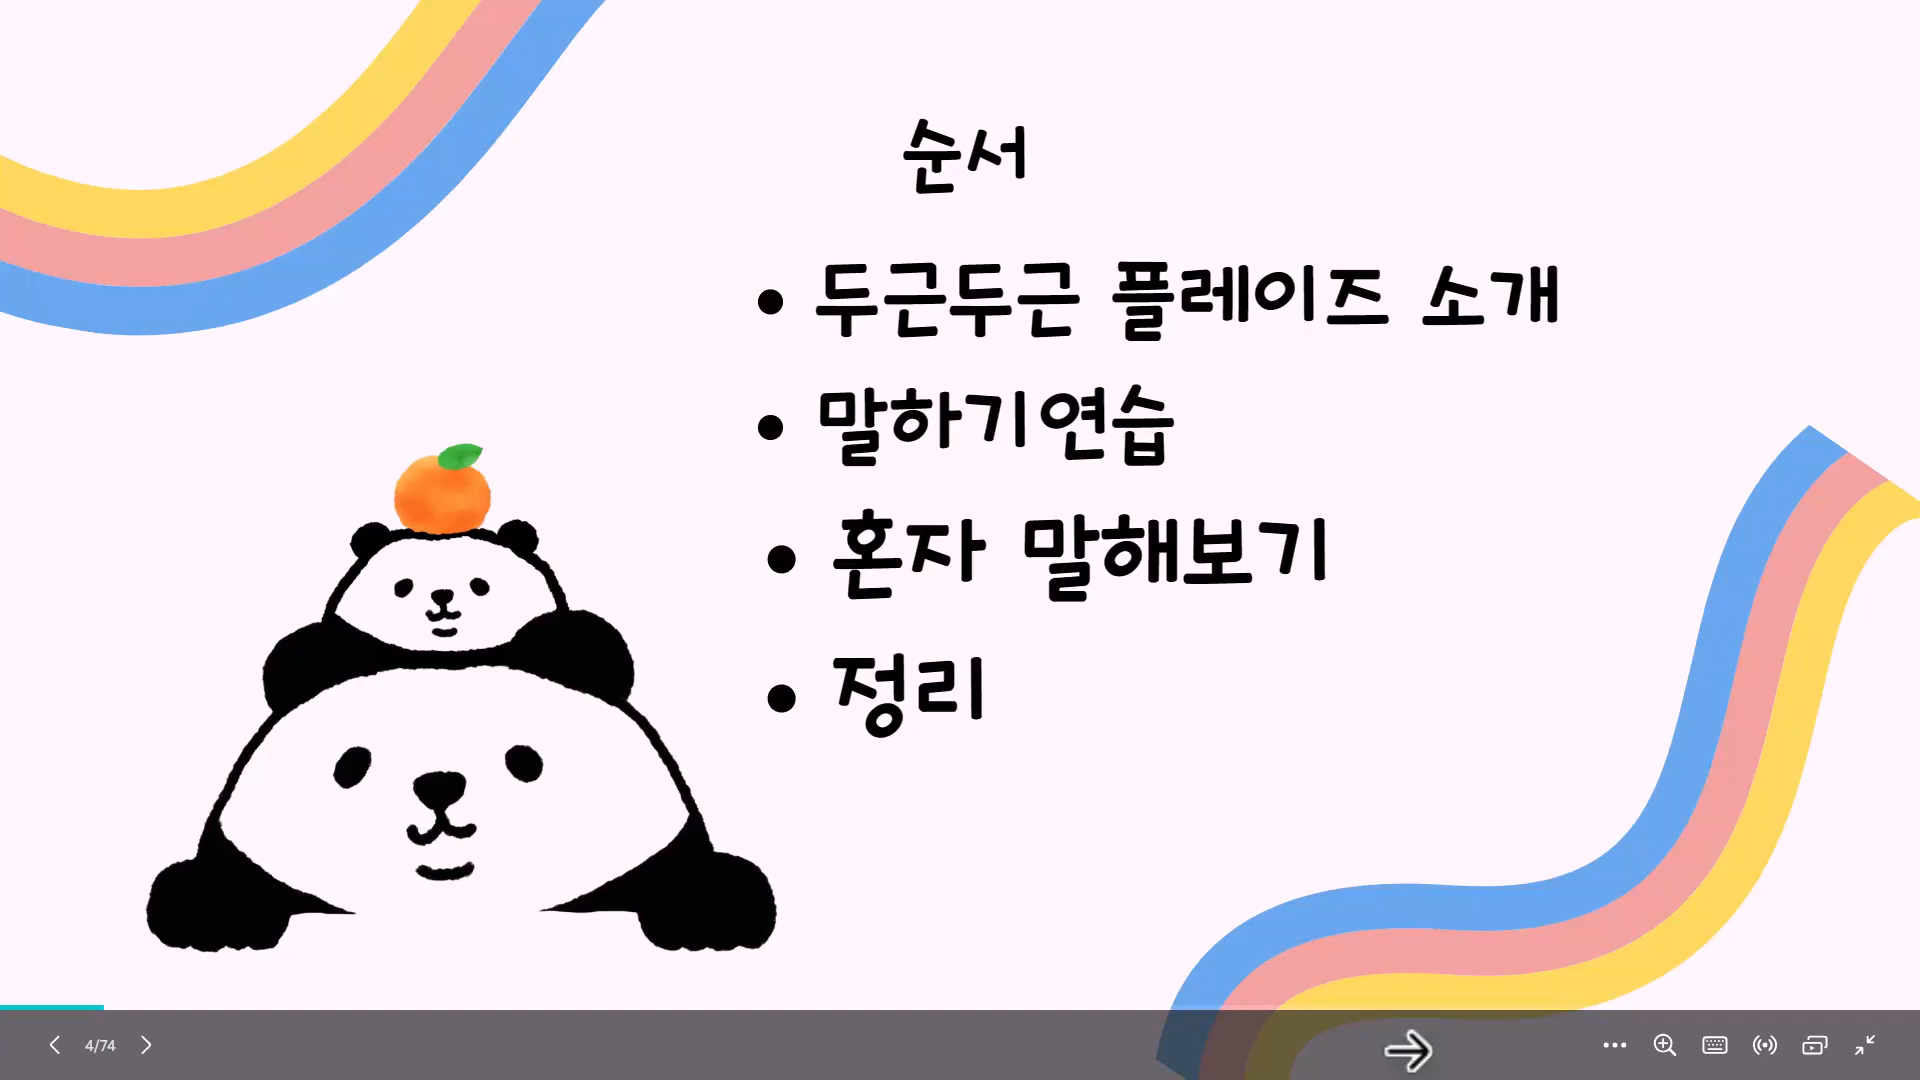 순서
• 두근두근 플레이즈 소개
• 말하기연습
• 혼자 말해보기
• 정리
4/74